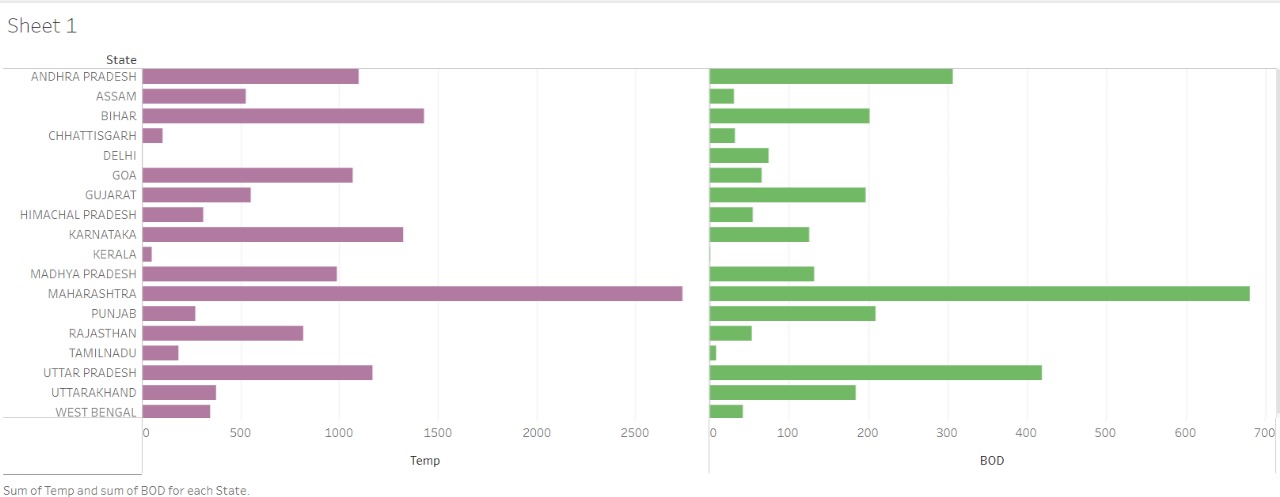 Sheet 1
State
ANDHRA PRADESH
ASSAM
BIHAR
CHHATTISGARH
DELHI
GOA
GUJARAT
HIMACHAL PRADESH
KARNATAKA
KERALA
MADHYA PRADESH
MAHARASHTRA
PUNJAB
RAJASTHAN
TAMILNADU
UTTAR PRADESH
UTTARAKHAND
WEST BENGAL
0 500 1000 1500 2000 2500 0 100 200 300 400 500 600 700
Temp BOD
Sum of Temp and sum of BOD for each State.